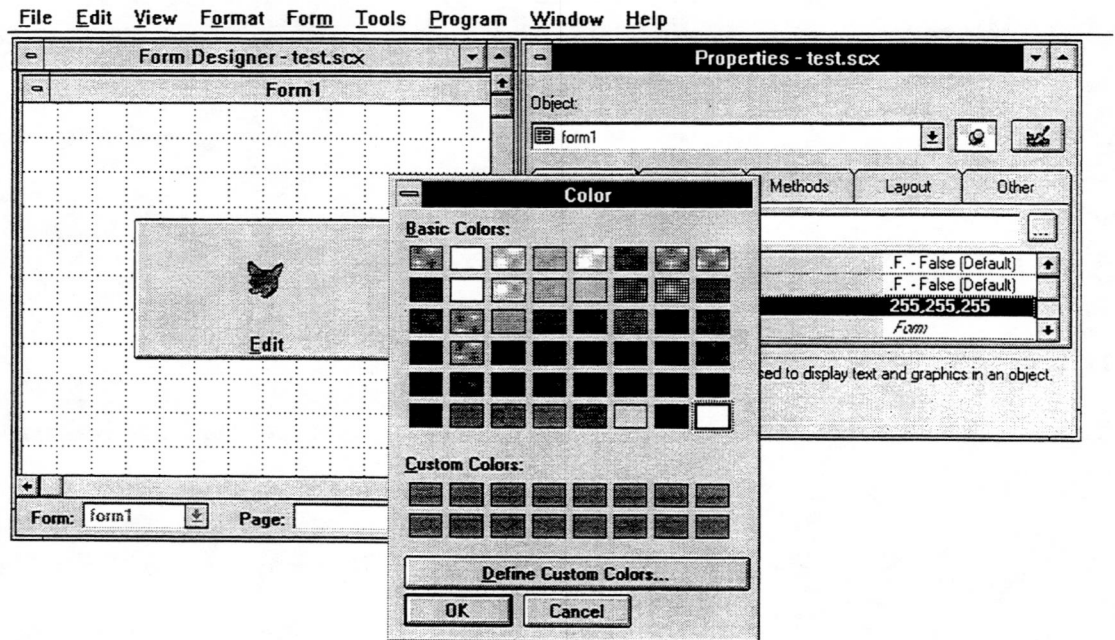 File Edit View Format Form Tools Program Window Help
Form Designer - test.scx
Form1
Edit
Form: form1 Page:
Properties - test.scx
Object:
form1
Methods Layout Other
...
.F. - False (Default)
.F. - False (Default)
255,255,255
Form
sed to display text and graphics in an object.
Color
Basic Colors:
Custom Colors:
Define Custom Colors...
OK Cancel